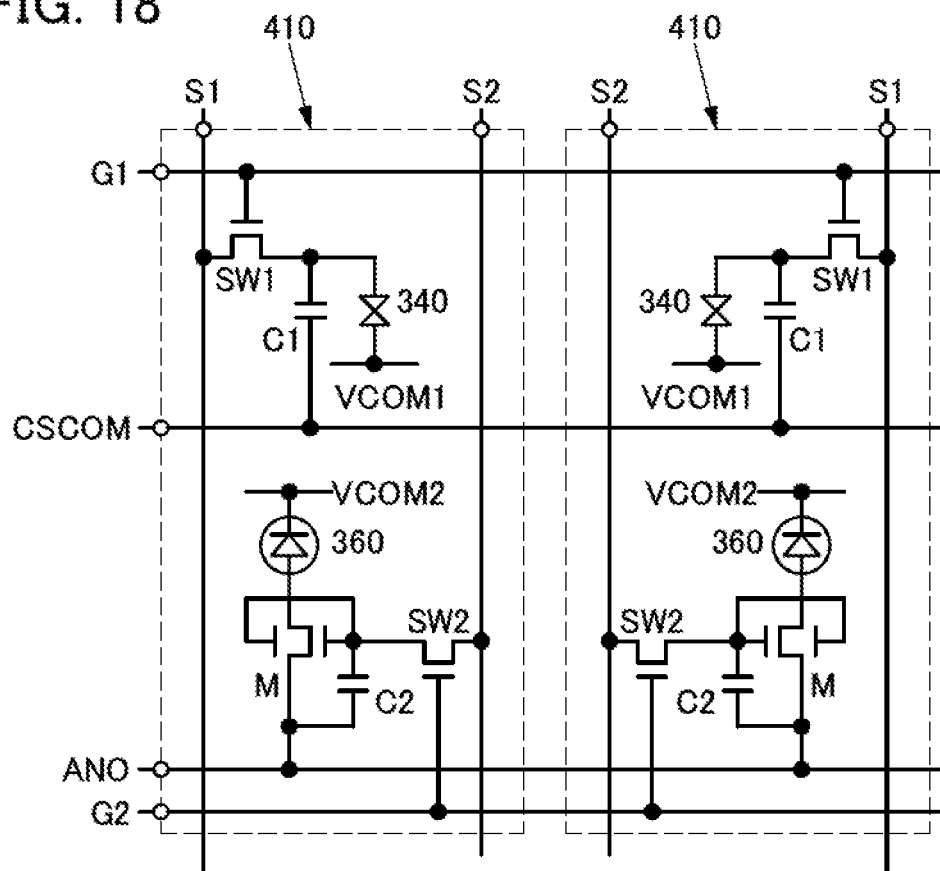 FIG. 18
410 410
S1 S2 S2 S1
G1
SW1 SW1
340 340
C1 C1
VCOM1 VCOM1
CSCOM
VCOM2 VCOM2
360 360
SW2 SW2
M C2 C2 M
ANO
G2